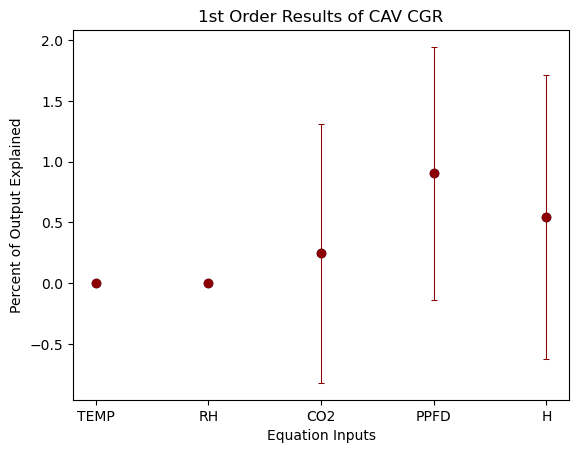 1st Order Results of CAV CGR
Percent of Output Explained
2.0
1.5
1.0
0.5
0.0
−0.5
TEMP RH CO2 PPFD H
Equation Inputs